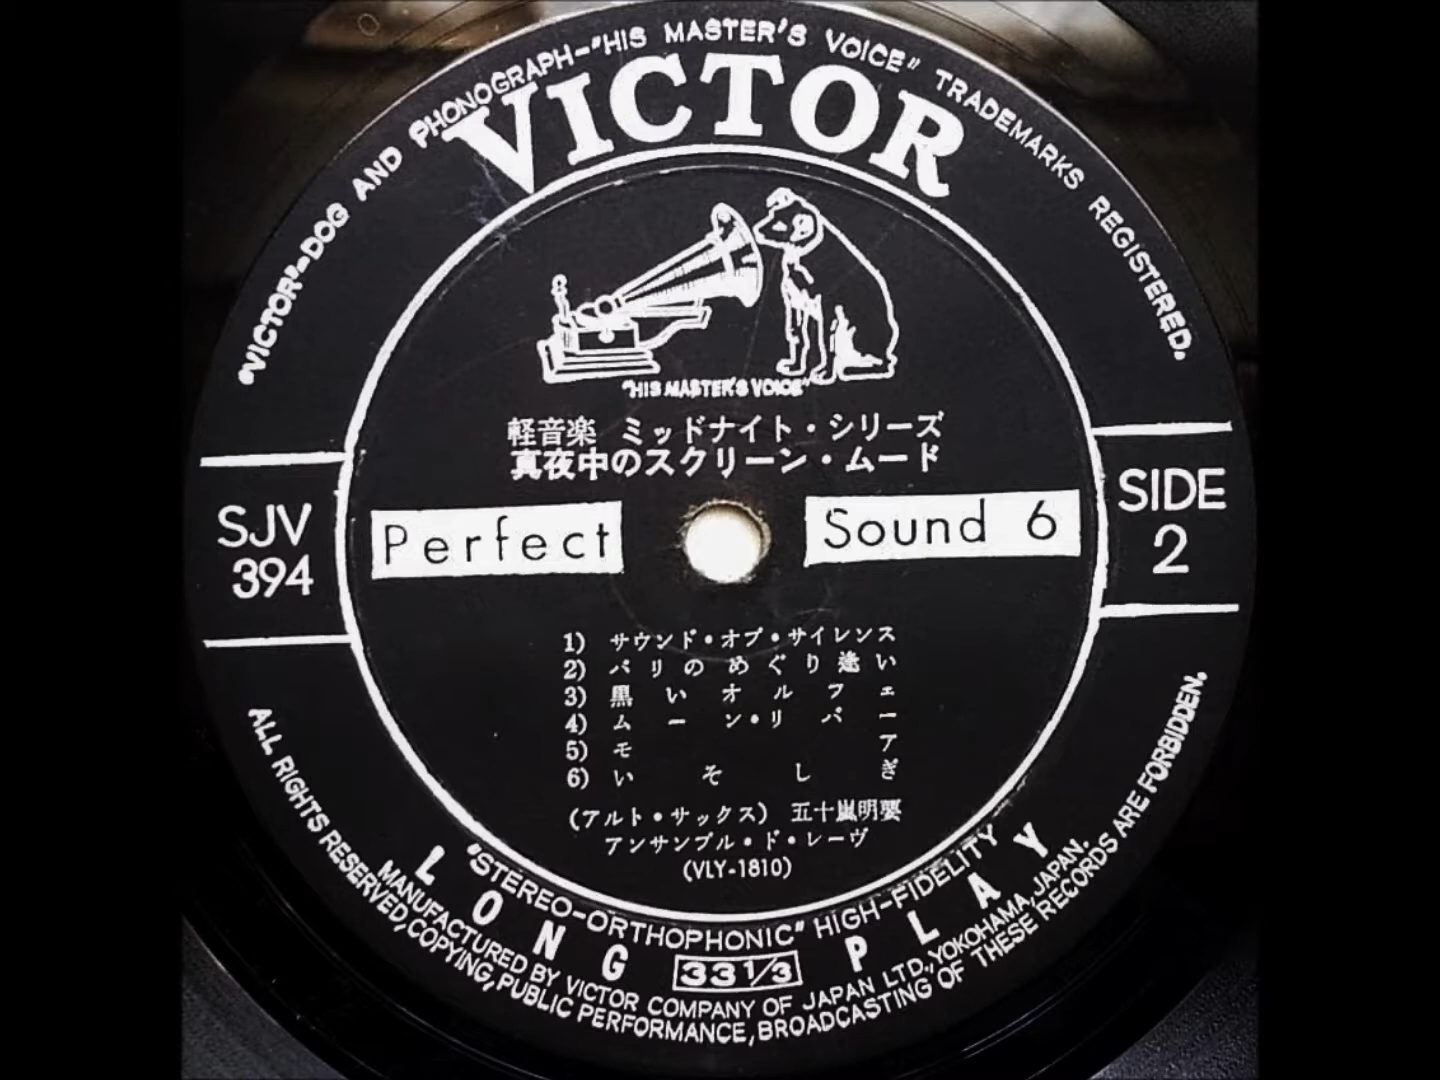 "VICTOR"-DOG AND PHONOGRAPH-"HIS MASTER'S VOICE" TRADEMARKS REGISTERED.
VICTOR
"HIS MASTER'S VOICE"
軽音楽 ミッドナイト・シリーズ
真夜中のスクリーン・ムード
SJV
394
Perfect Sound 6
SIDE
2
1) サウンド・オブ・サイレンス
2) パリのめぐり逢い
3) 黒いオルフェ
4) ムーン・リバー
5) モア
6) いそしぎ
(アルト・サックス) 五十嵐明要
アンサンブル・ド・レーヴ
(VLY-1810)
"STEREO-ORTHOPHONIC" HIGH-FIDELITY
LONG 33 1/3 PLAY
MANUFACTURED BY VICTOR COMPANY OF JAPAN LTD., YOKOHAMA, JAPAN.
ALL RIGHTS RESERVED, COPYING, PUBLIC PERFORMANCE, BROADCASTING OF THESE RECORDS ARE FORBIDDEN.